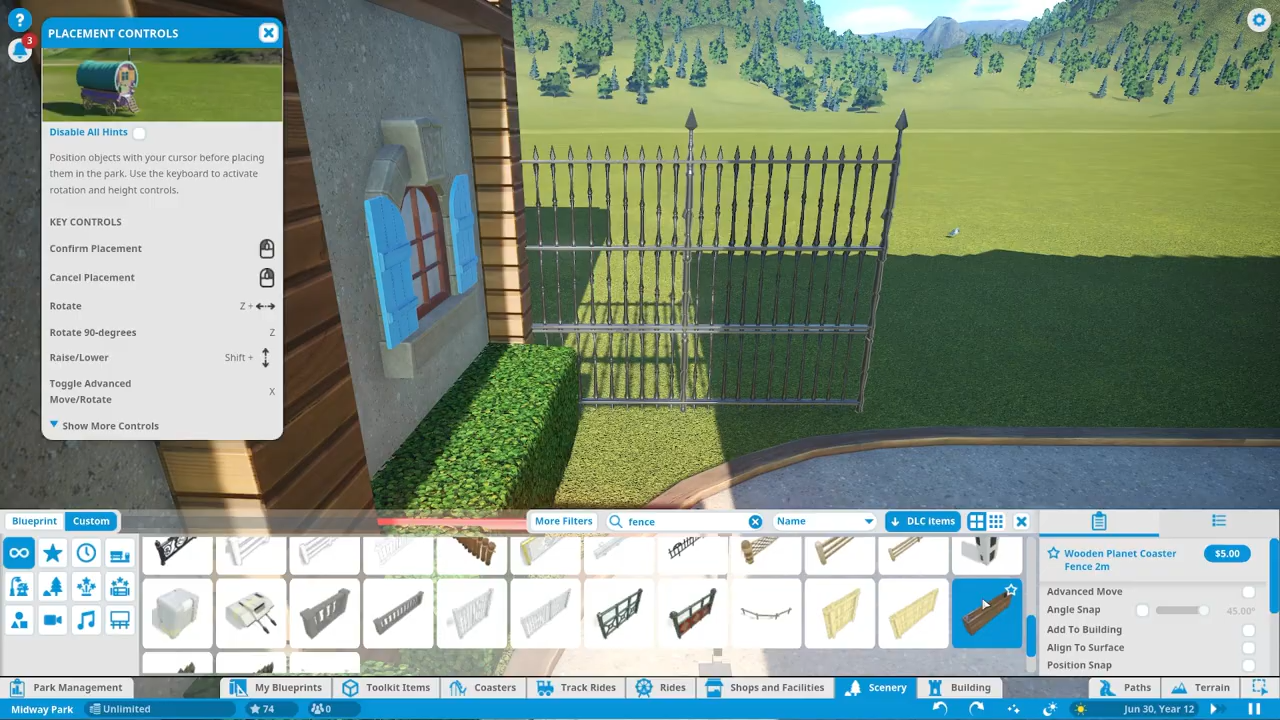 ?
3
PLACEMENT CONTROLS
Disable All Hints
Position objects with your cursor before placing
them in the park. Use the keyboard to activate
rotation and height controls.
KEY CONTROLS
Confirm Placement
Cancel Placement
Rotate Z +
Rotate 90-degrees Z
Raise/Lower Shift +
Toggle Advanced
Move/Rotate X
Show More Controls
Blueprint Custom More Filters fence Name DLC items
Wooden Planet Coaster
Fence 2m
$5.00
Advanced Move
Angle Snap 45.00°
Add To Building
Align To Surface
Position Snap
Park Management My Blueprints Toolkit Items Coasters Track Rides Rides Shops and Facilities Scenery Building Paths Terrain
Midway Park Unlimited 74 0 Jun 30, Year 12